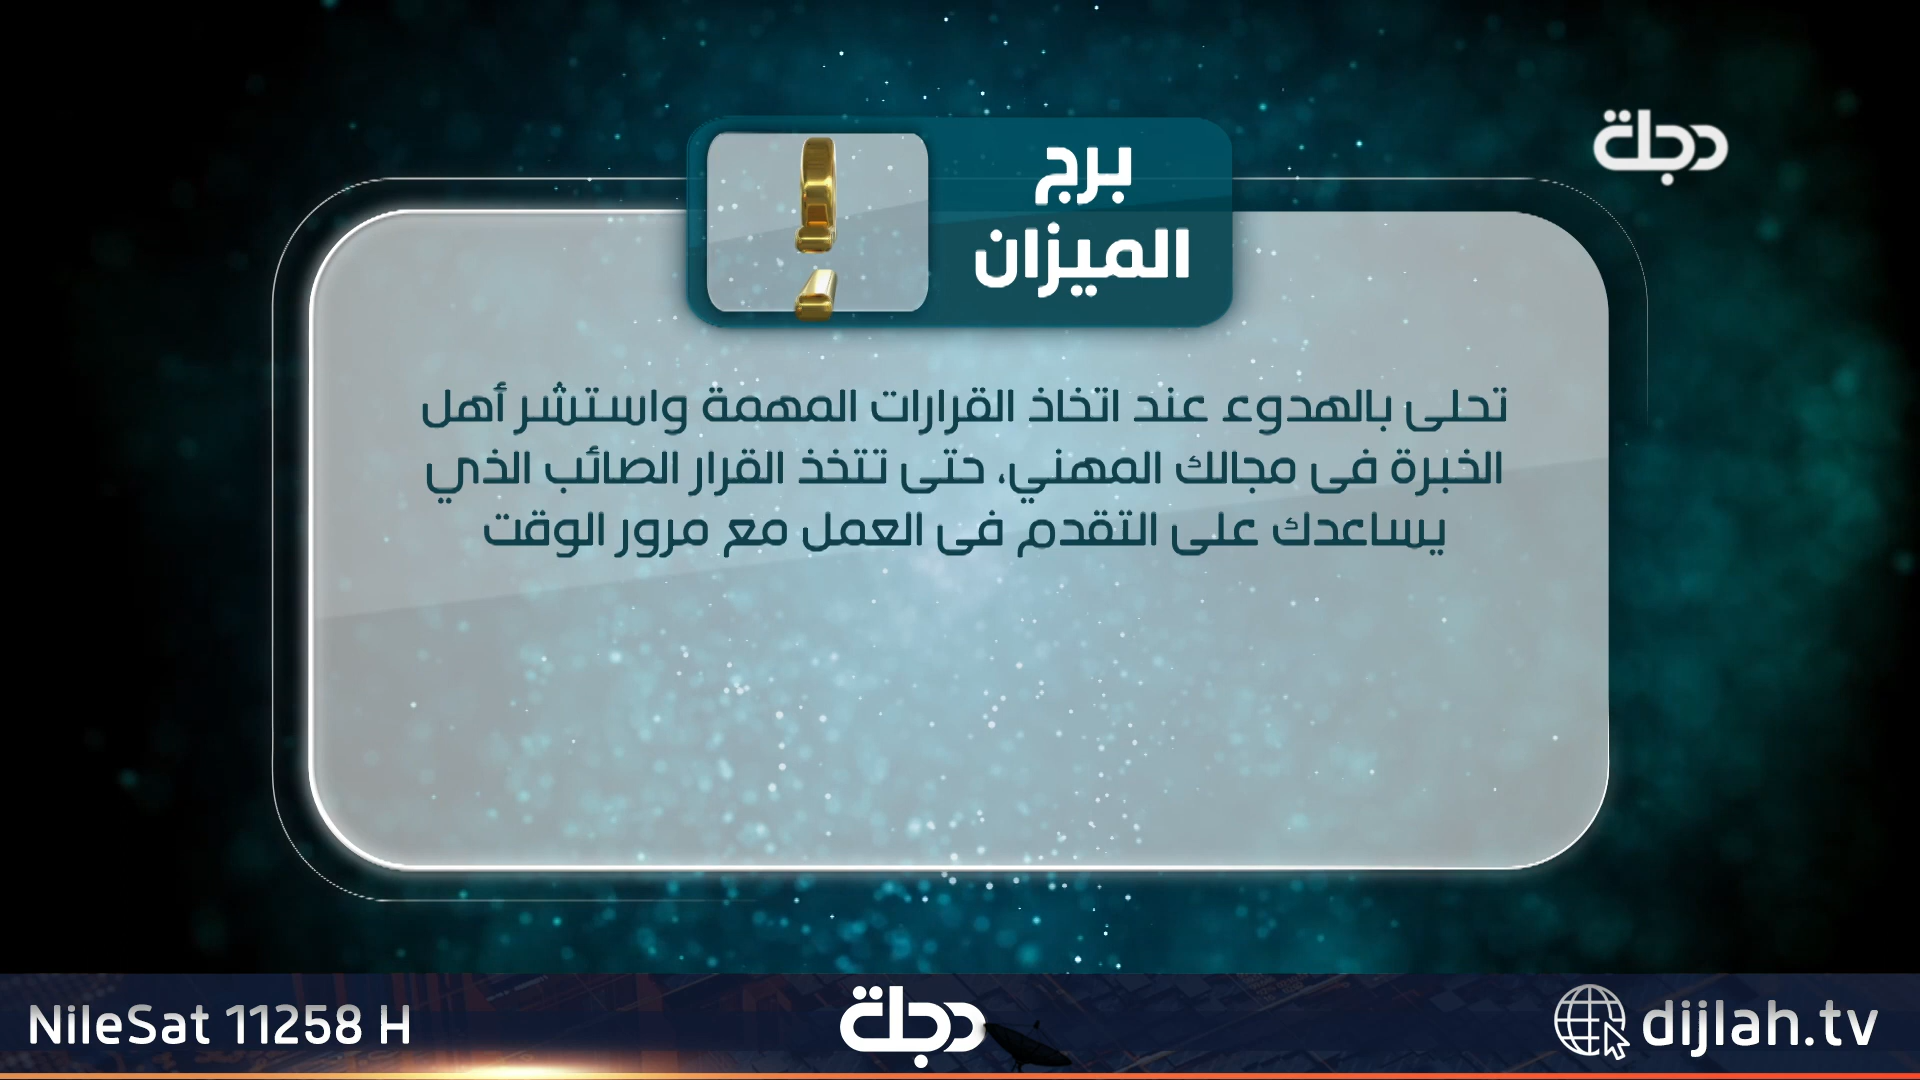 دجلة
برج
الميزان
تحلى بالهدوء عند اتخاذ القرارات المهمة واستشر أهل
الخبرة فى مجالك المهني، حتى تتخذ القرار الصائب الذي
يساعدك على التقدم فى العمل مع مرور الوقت
NileSat 11258 H
دجلة
dijlah.tv